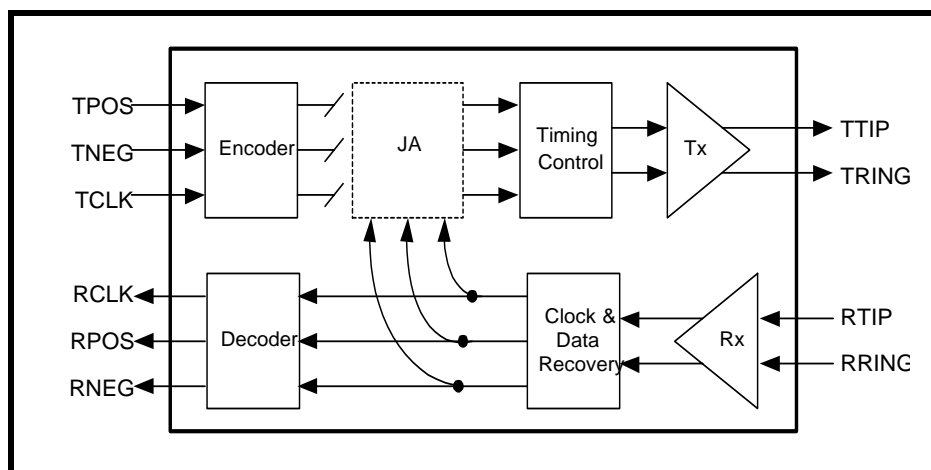 TPOS
TNEG
TCLK
Encoder
JA
Timing
Control
Tx
TTIP
TRING
RCLK
RPOS
RNEG
Decoder
Clock &
Data
Recovery
Rx
RTIP
RRING